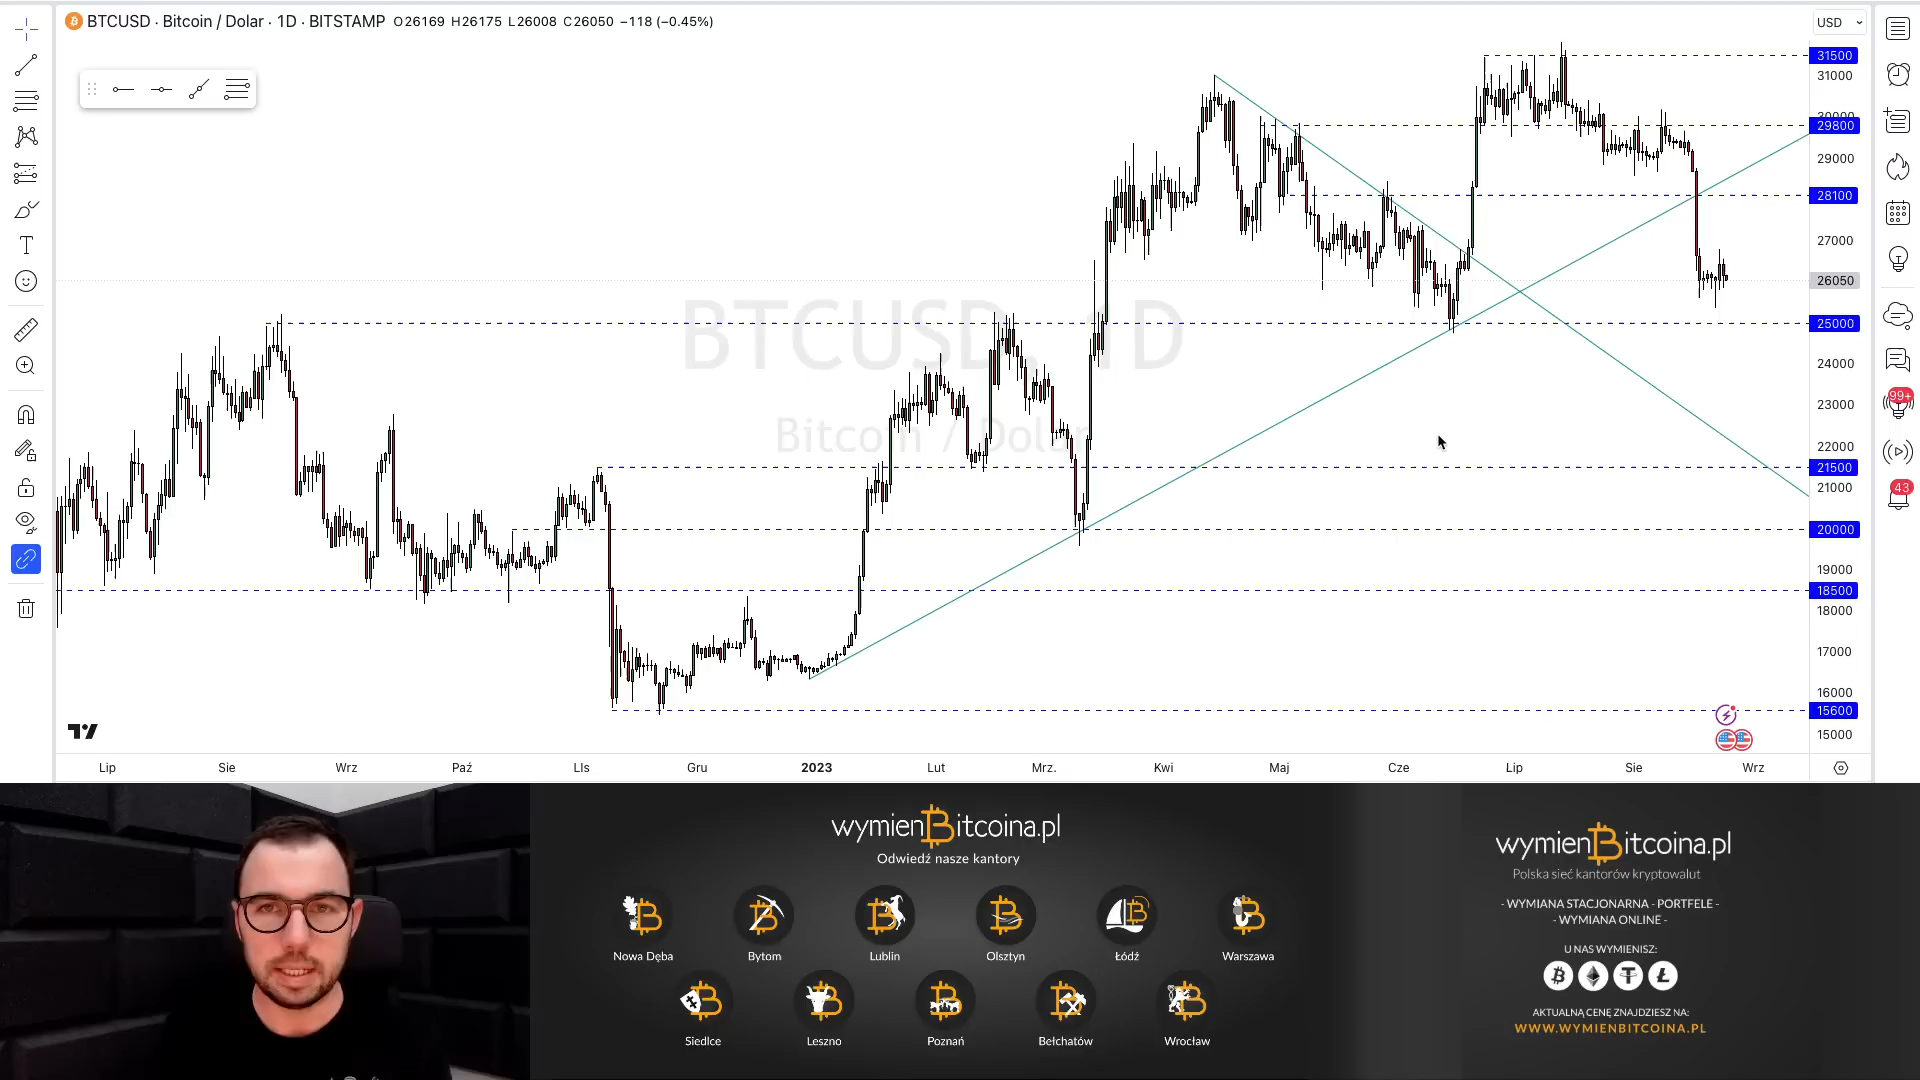 BTCUSD · Bitcoin / Dolar · 1D · BITSTAMP O26169 H26175 L26008 C26050 −118 (−0.45%)
USD
31500
31000
30000
29800
29000
28100
27000
26050
25000
24000
23000
22000
21500
21000
20000
19000
18500
18000
17000
16000
15600
15000
BTCUSD, 1D
Bitcoin / Dolar
99+
43
Lip Sie Wrz Paź LIs Gru 2023 Lut Mrz. Kwi Maj Cze Lip Sie Wrz
wymienBitcoina.pl
Odwiedź nasze kantory
Nowa Dęba Bytom Lublin Olsztyn Łódź Warszawa
Siedlce Leszno Poznań Bełchatów Wrocław
wymienBitcoina.pl
Polska sieć kantorów kryptowalut
- WYMIANA STACJONARNA - PORTFELE -
- WYMIANA ONLINE -
U NAS WYMIENISZ:
AKTUALNĄ CENĘ ZNAJDZIESZ NA:
WWW.WYMIENBITCOINA.PL